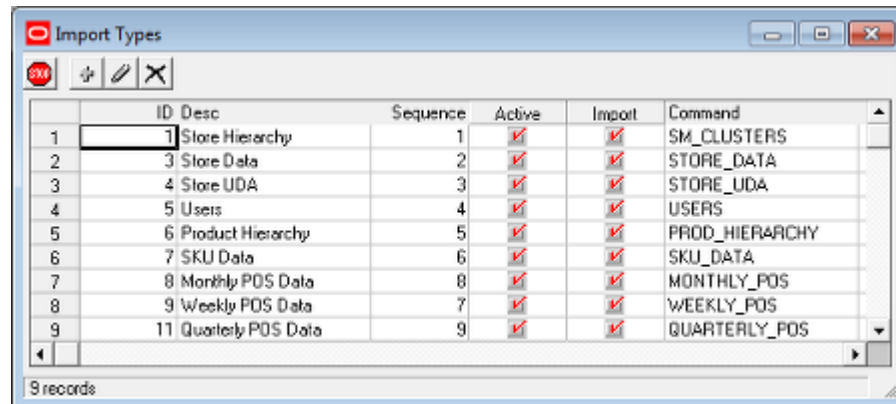 Import Types
STOP
ID Desc Sequence Active Import Command
1 1 Store Hierarchy 1 SM_CLUSTERS
2 3 Store Data 2 STORE_DATA
3 4 Store UDA 3 STORE_UDA
4 5 Users 4 USERS
5 6 Product Hierarchy 5 PROD_HIERARCHY
6 7 SKU Data 6 SKU_DATA
7 8 Monthly POS Data 8 MONTHLY_POS
8 9 Weekly POS Data 7 WEEKLY_POS
9 11 Quarterly POS Data 9 QUARTERLY_POS
9 records